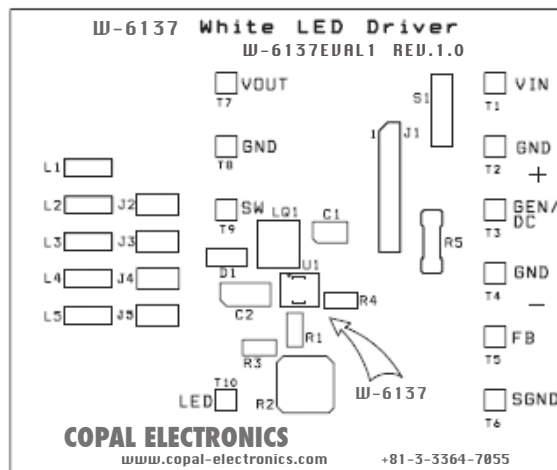 W-6137 White LED Driver
W-6137EVAL1 REV.1.0
VOUT
T7
S1
VIN
T1
1
J1
GND
T8
GND
T2
+
L1
L2
J2
SW
T9
LQ1
C1
GEN/
DC
T3
R5
L3
J3
D1
U1
GND
T4
−
L4
J4
C2
R4
L5
J5
R1
R3
FB
T5
T10
LED
R2
W-6137
SGND
T6
COPAL ELECTRONICS
www.copal-electronics.com +81-3-3364-7055